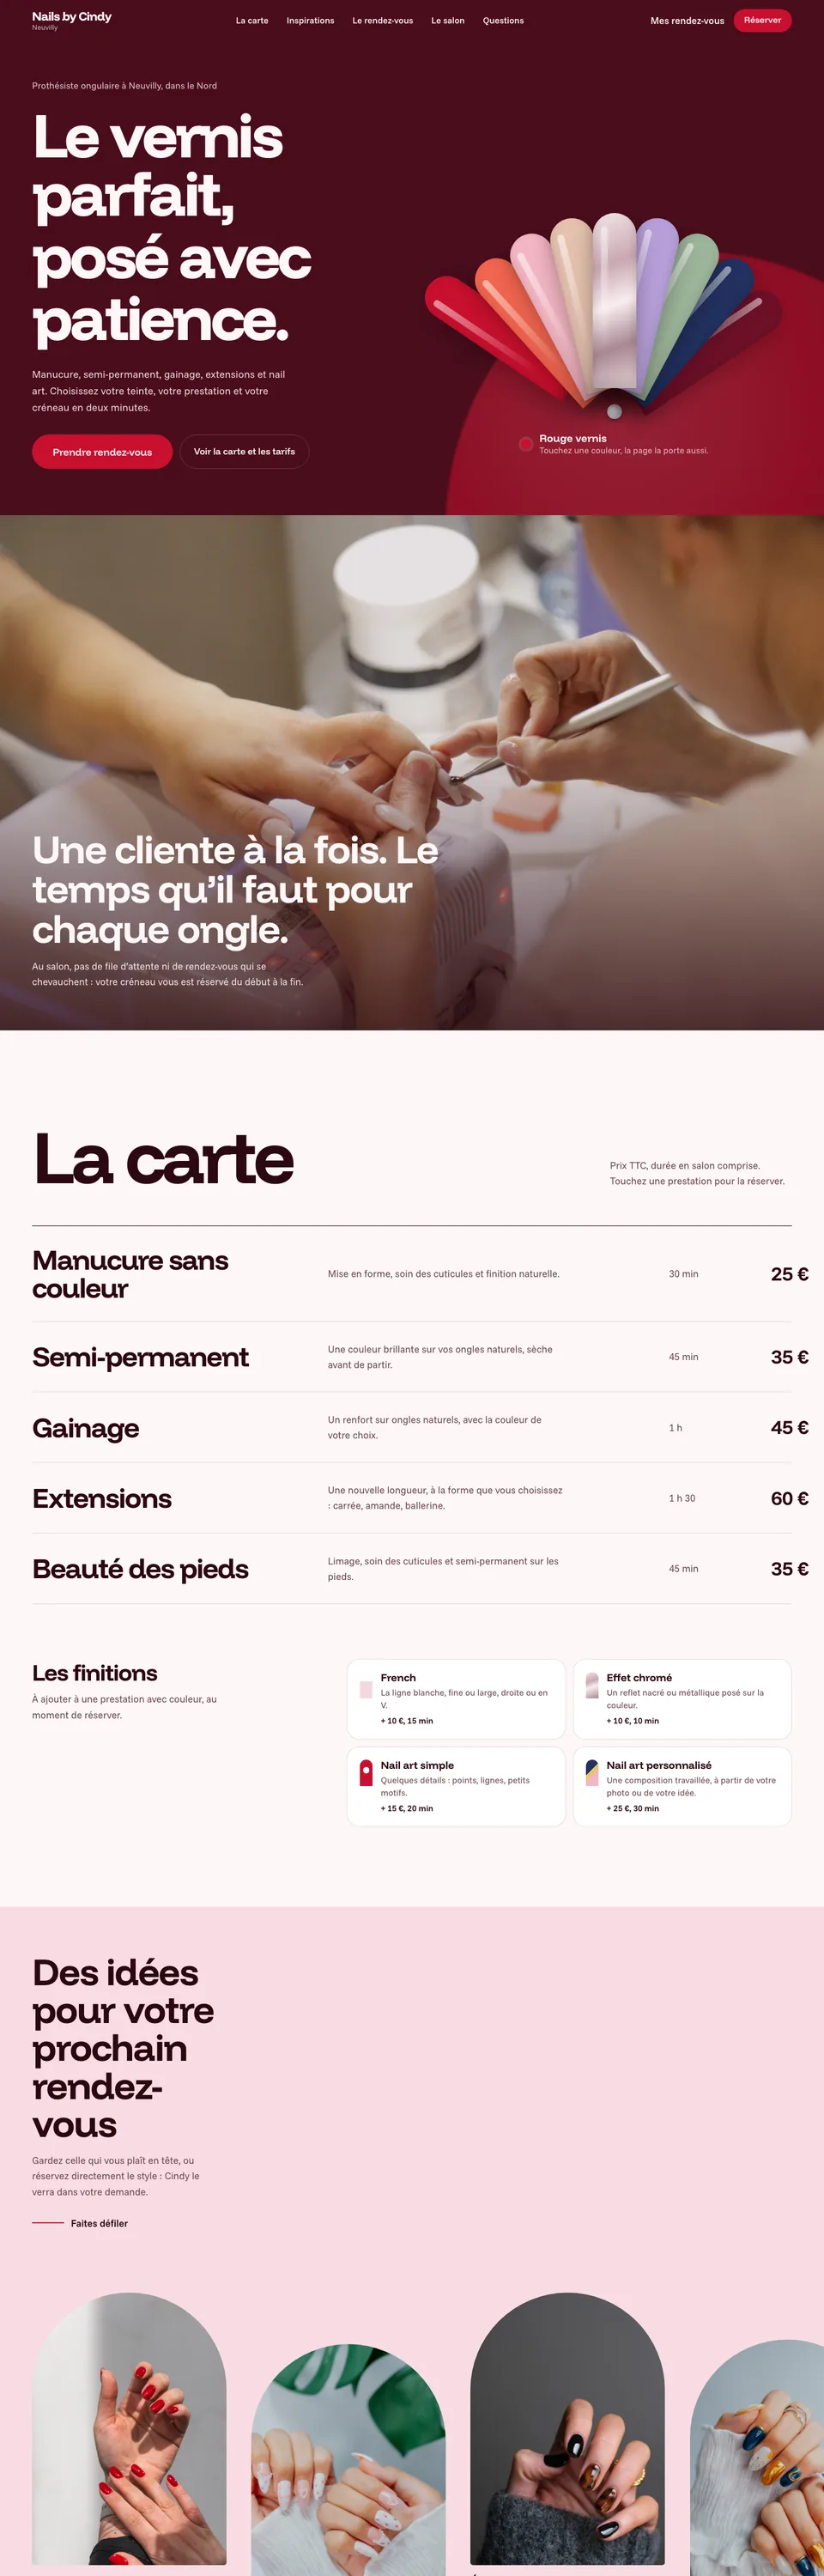 Nails by Cindy
Neuvilly
La carte
Inspirations
Le rendez-vous
Le salon
Questions
Mes rendez-vous
Réserver
Prothésiste ongulaire à Neuvilly, dans le Nord
Le vernis
parfait,
posé avec
patience.
Manucure, semi-permanent, gainage, extensions et nail
art. Choisissez votre teinte, votre prestation et votre
créneau en deux minutes.
Prendre rendez-vous
Voir la carte et les tarifs
Rouge vernis
Touchez une couleur, la page la porte aussi.
Une cliente à la fois. Le
temps qu’il faut pour
chaque ongle.
Au salon, pas de file d’attente ni de rendez-vous qui se
chevauchent : votre créneau vous est réservé du début à la fin.
La carte
Prix TTC, durée en salon comprise.
Touchez une prestation pour la réserver.
Manucure sans
couleur
Mise en forme, soin des cuticules et finition naturelle.
30 min
25 €
Semi-permanent
Une couleur brillante sur vos ongles naturels, sèche
avant de partir.
45 min
35 €
Gainage
Un renfort sur ongles naturels, avec la couleur de
votre choix.
1 h
45 €
Extensions
Une nouvelle longueur, à la forme que vous choisissez
: carrée, amande, ballerine.
1 h 30
60 €
Beauté des pieds
Limage, soin des cuticules et semi-permanent sur les
pieds.
45 min
35 €
Les finitions
À ajouter à une prestation avec couleur, au
moment de réserver.
French
La ligne blanche, fine ou large, droite ou en
V.
+ 10 €, 15 min
Effet chromé
Un reflet nacré ou métallique posé sur la
couleur.
+ 10 €, 10 min
Nail art simple
Quelques détails : points, lignes, petits
motifs.
+ 15 €, 20 min
Nail art personnalisé
Une composition travaillée, à partir de votre
photo ou de votre idée.
+ 25 €, 30 min
Des idées
pour votre
prochain
rendez-
vous
Gardez celle qui vous plaît en tête, ou
réservez directement le style : Cindy le
verra dans votre demande.
Faites défiler